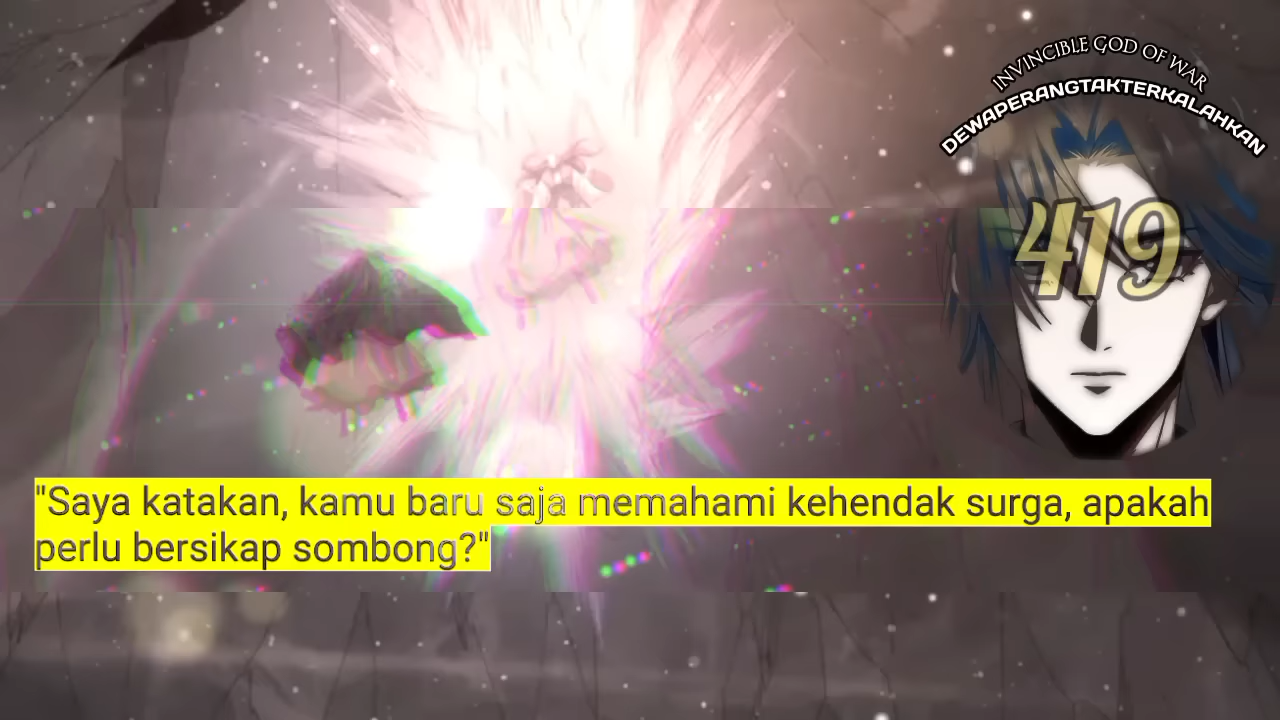 INVINCIBLE GOD OF WAR
DEWAPERANGTAKTERKALAHKAN
419
"Saya katakan, kamu baru saja memahami kehendak surga, apakah
perlu bersikap sombong?"